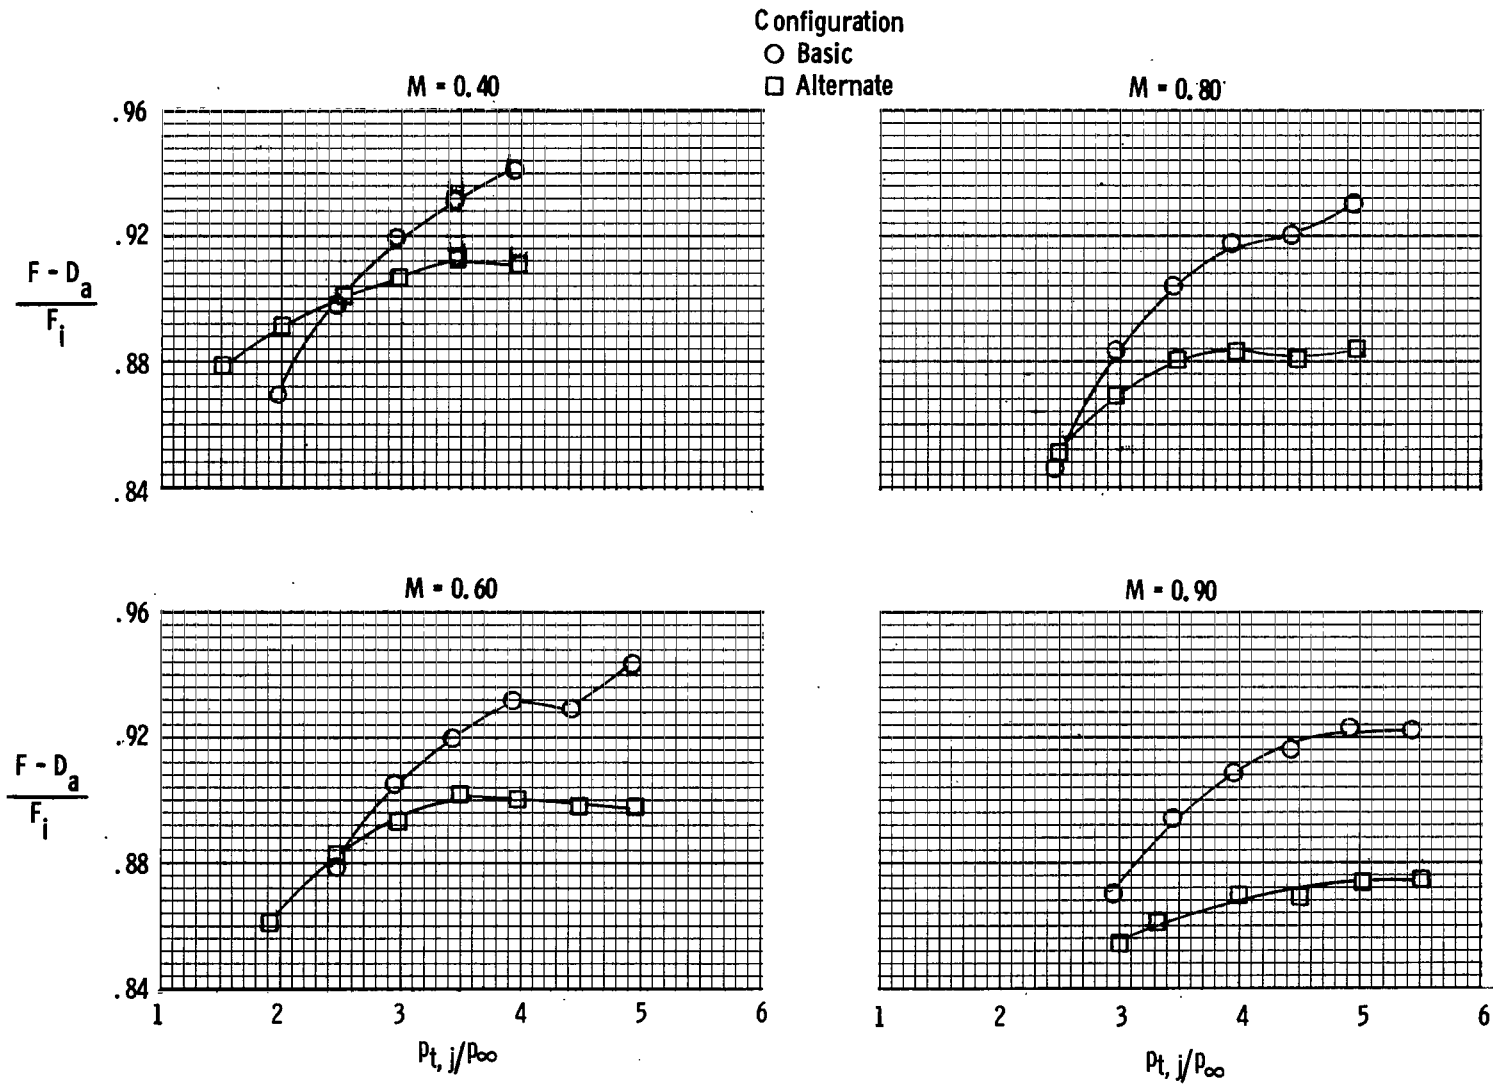 Configuration
○ Basic
□ Alternate
M = 0.40
M = 0.80
.96
.92
.88
.84
F - Da
Fi
M = 0.60
M = 0.90
.96
.92
.88
.84
F - Da
Fi
1 2 3 4 5 6
1 2 3 4 5 6
pt, j/p∞
pt, j/p∞